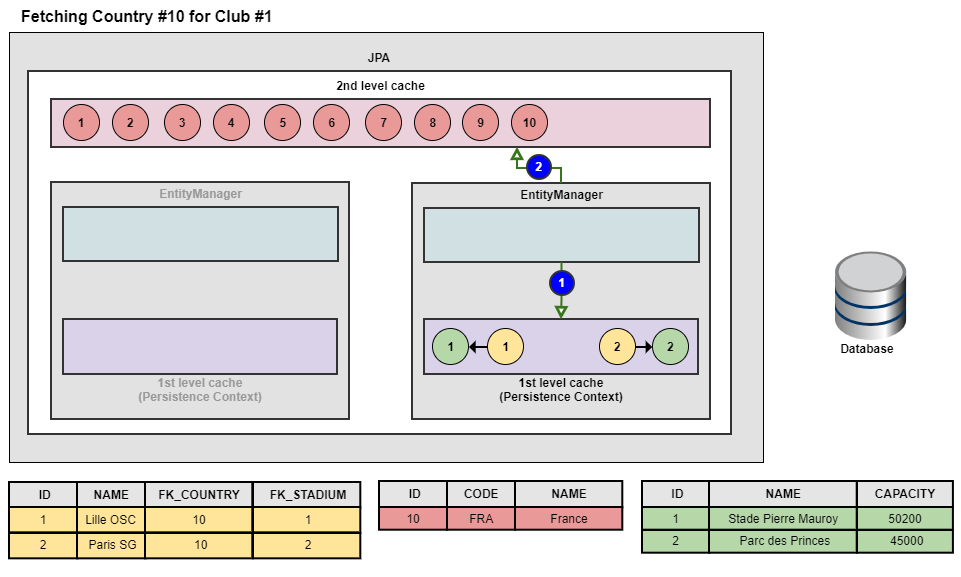 Fetching Country #10 for Club #1
JPA
2nd level cache
1 2 3 4 5 6 7 8 9 10
2
EntityManager
EntityManager
1
1 1 2 2
1st level cache
(Persistence Context)
1st level cache
(Persistence Context)
Database
ID NAME FK_COUNTRY FK_STADIUM
1 Lille OSC 10 1
2 Paris SG 10 2
ID CODE NAME
10 FRA France
ID NAME CAPACITY
1 Stade Pierre Mauroy 50200
2 Parc des Princes 45000